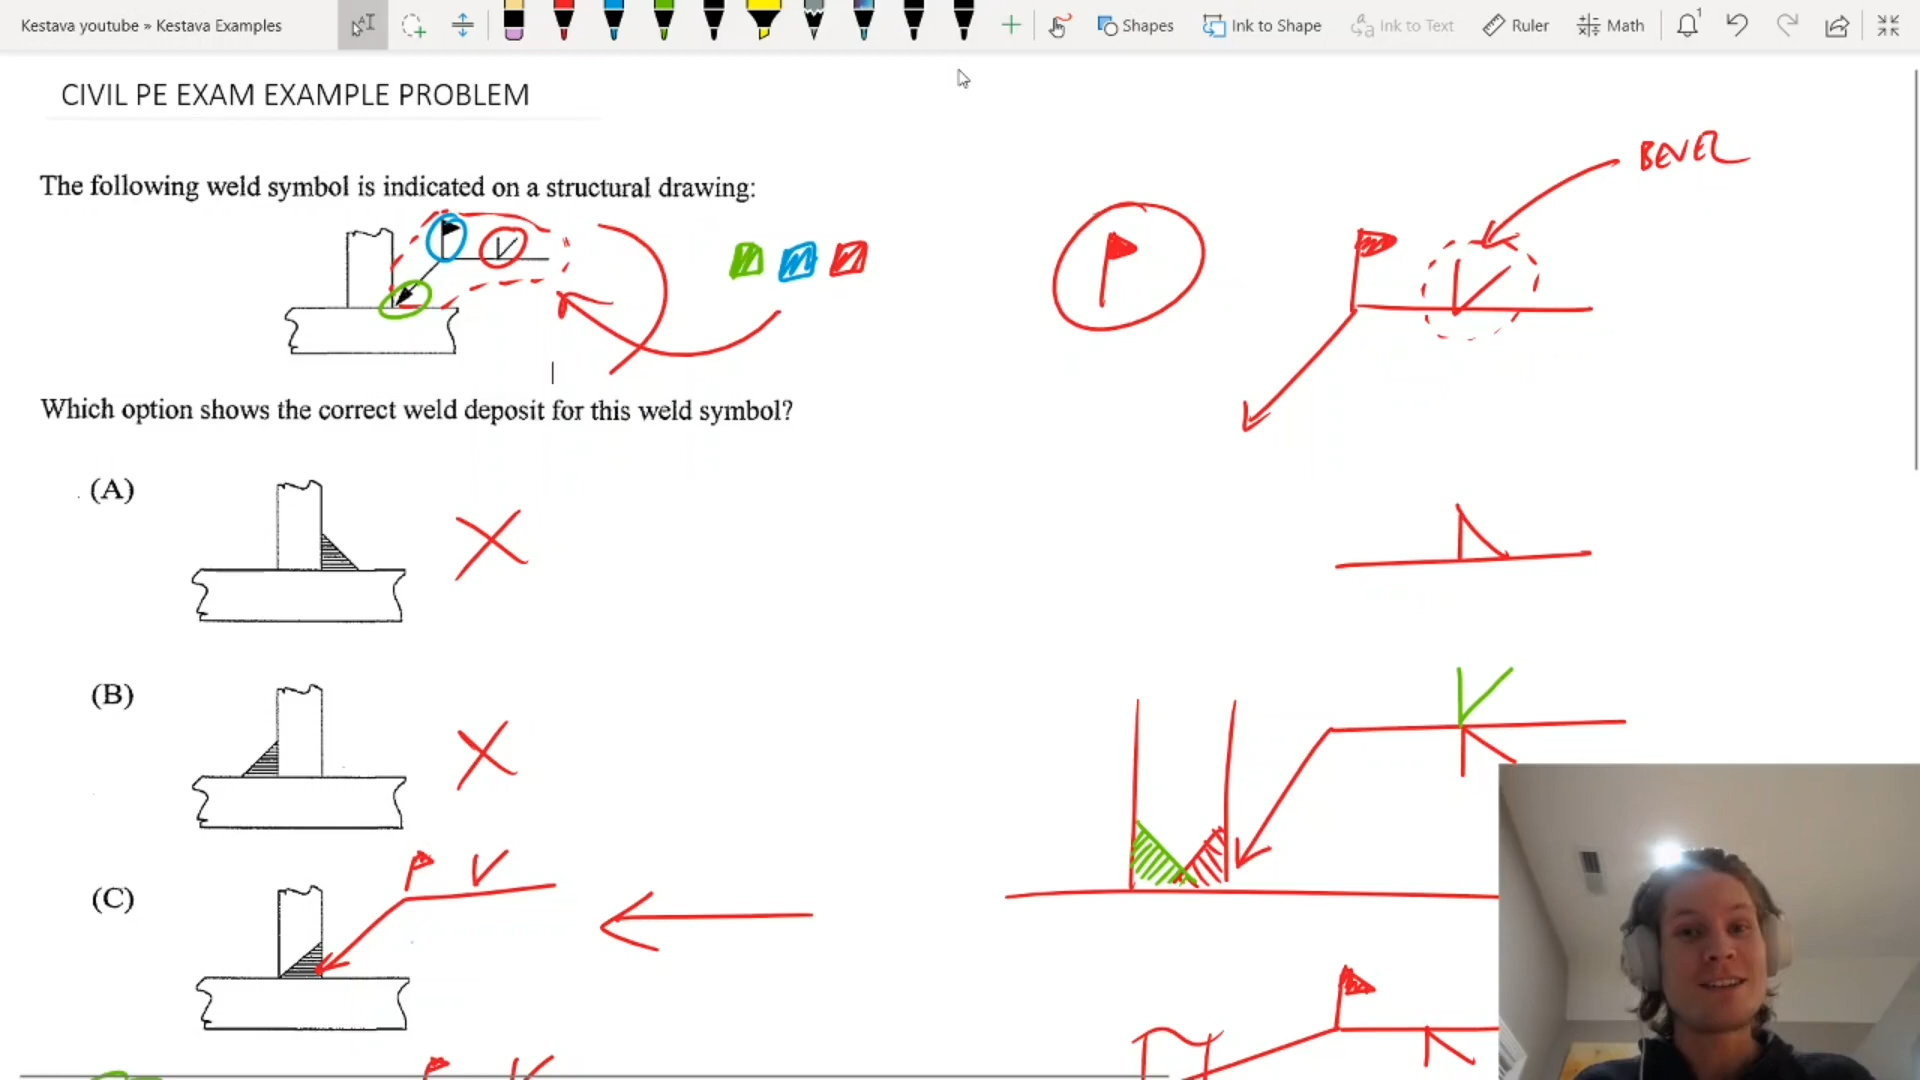 Kestava youtube » Kestava Examples
Shapes
Ink to Shape
Ink to Text
Ruler
Math
1
CIVIL PE EXAM EXAMPLE PROBLEM
BEVEL
The following weld symbol is indicated on a structural drawing:
Which option shows the correct weld deposit for this weld symbol?
(A)
(B)
(C)